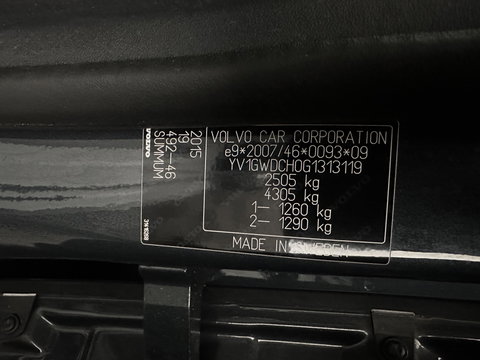 VOLVO CAR CORPORATION
e9*2007/46*0093*09
YV1GWDCH0G1313119
2505 kg
4305 kg
1- 1260 kg
2- 1290 kg
MADE IN SWEDEN
2015
19
492-46
SUMMUM
VOLVO